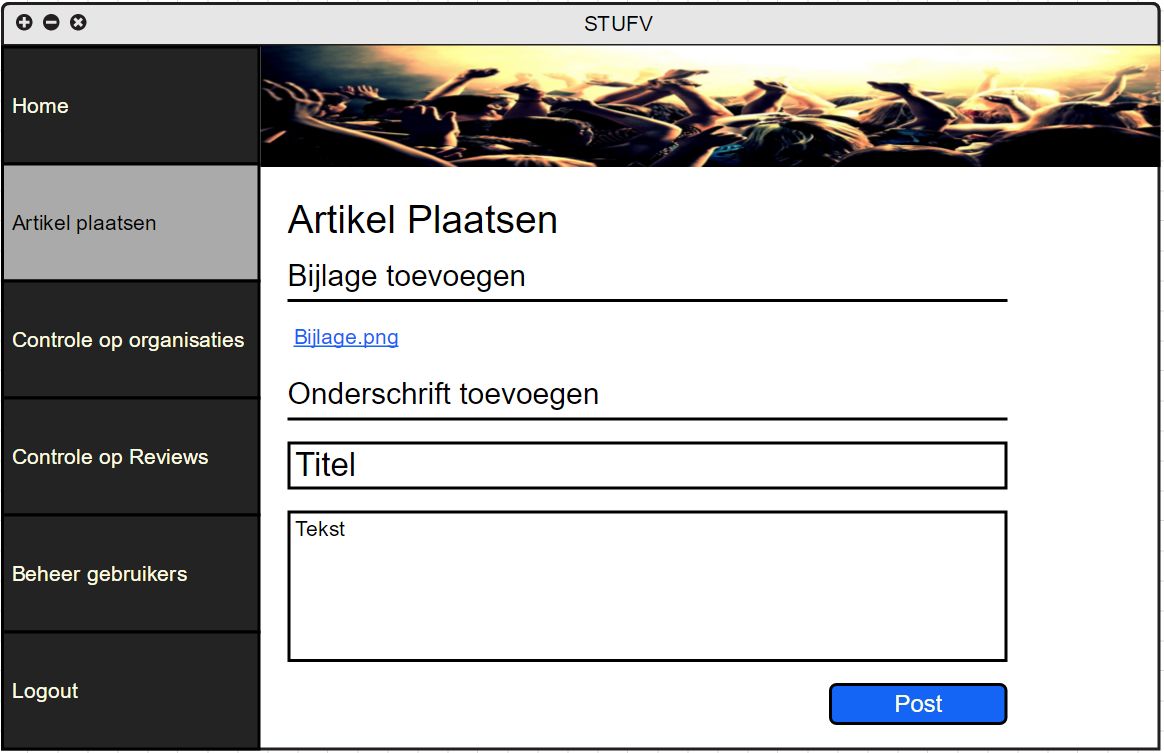 STUFV
Home
Artikel plaatsen
Controle op organisaties
Controle op Reviews
Beheer gebruikers
Logout
Artikel Plaatsen
Bijlage toevoegen
Bijlage.png
Onderschrift toevoegen
Titel
Tekst
Post